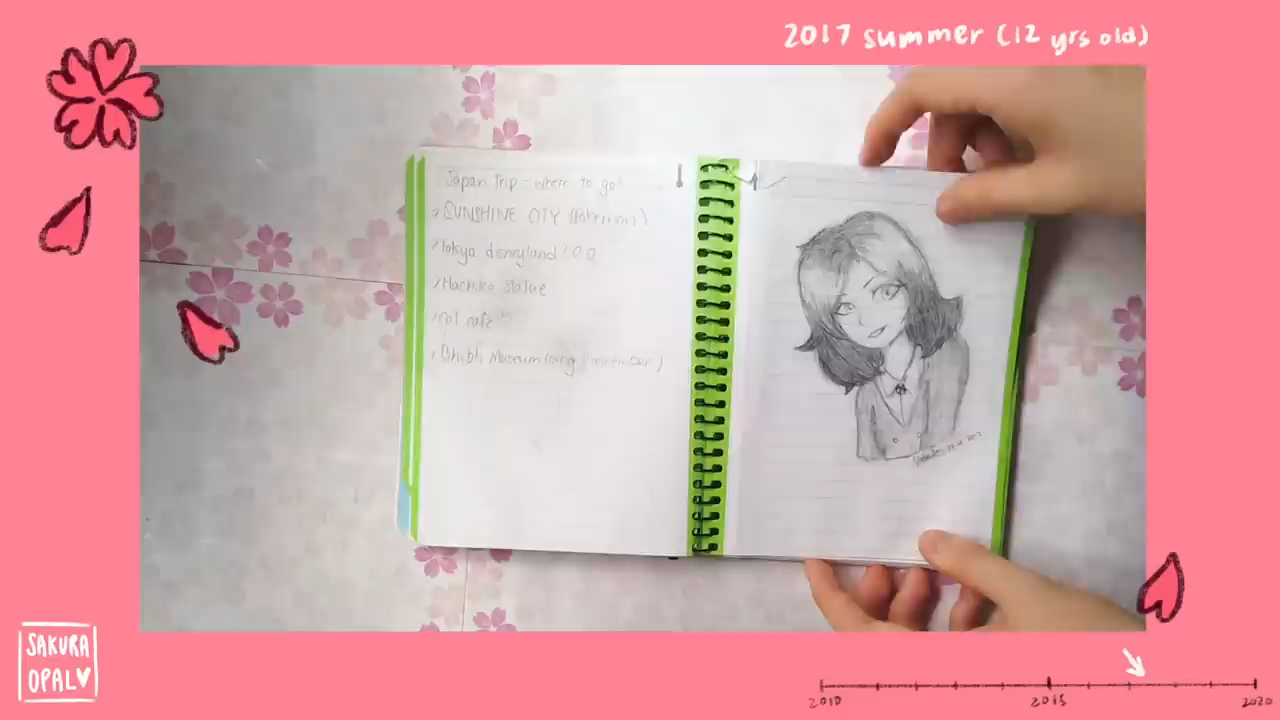 2017 summer (12 yrs old)
Japan trip - where to go!
> SUNSHINE CITY (Pokemon)
> Tokyo disneyland???
> Hachiko statue
> Cat cafe
> Ghibli Museum
SAKURA
OPAL♥
2010
2015
2020